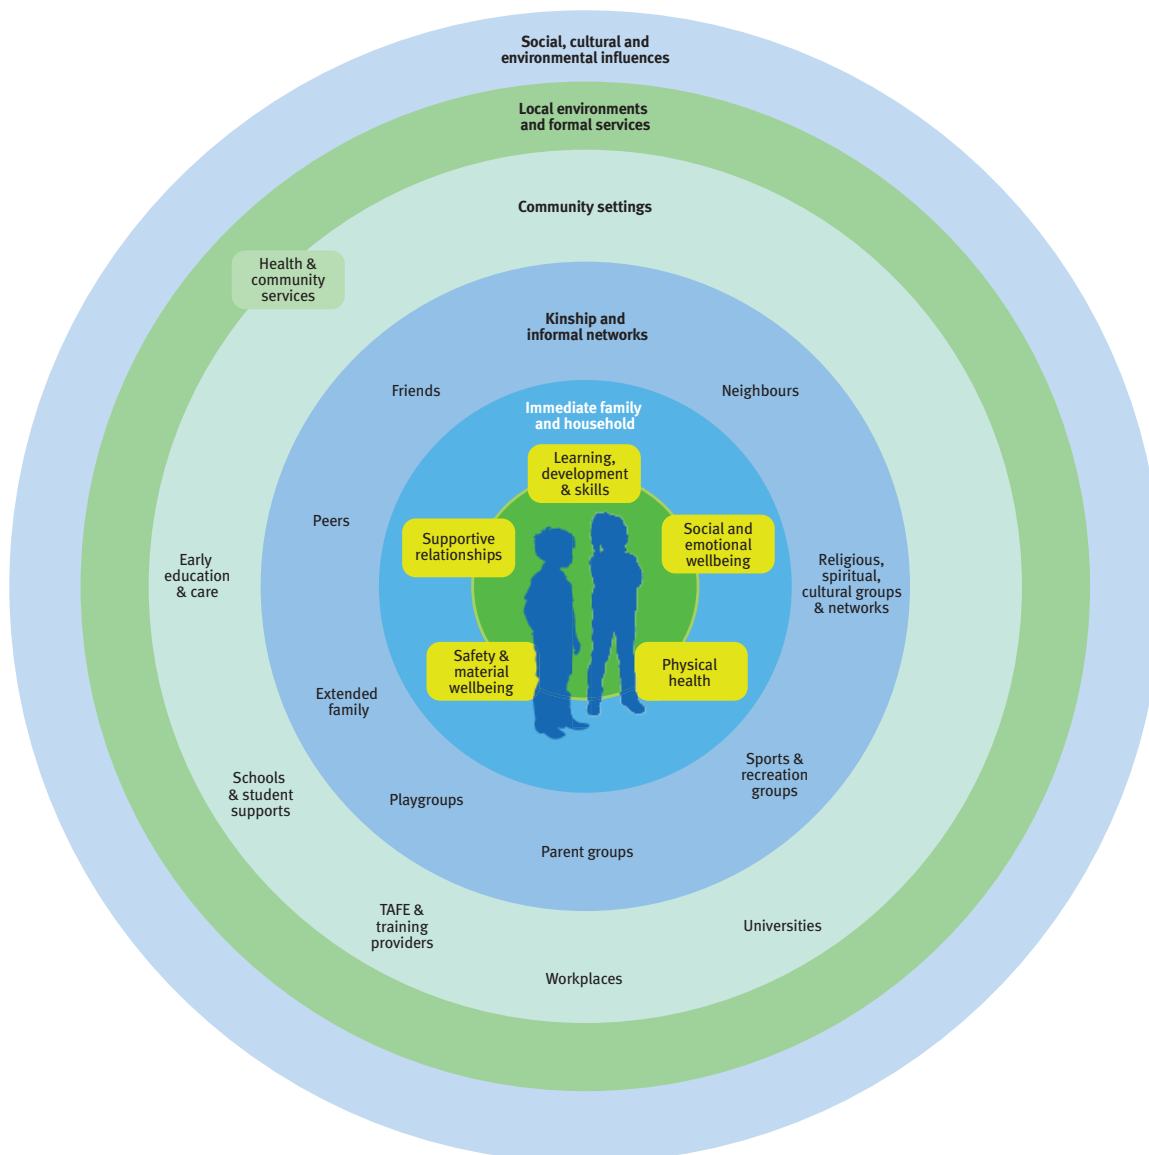 Social, cultural and
environmental influences
Local environments
and formal services
Community settings
Health &
community
services
Kinship and
informal networks
Friends
Neighbours
Immediate family
and household
Learning,
development
& skills
Supportive
relationships
Social and
emotional
wellbeing
Peers
Early
education
& care
Religious,
spiritual,
cultural groups
& networks
Safety &
material
wellbeing
Physical
health
Extended
family
Sports &
recreation
groups
Schools
& student
supports
Playgroups
Parent groups
TAFE &
training
providers
Universities
Workplaces